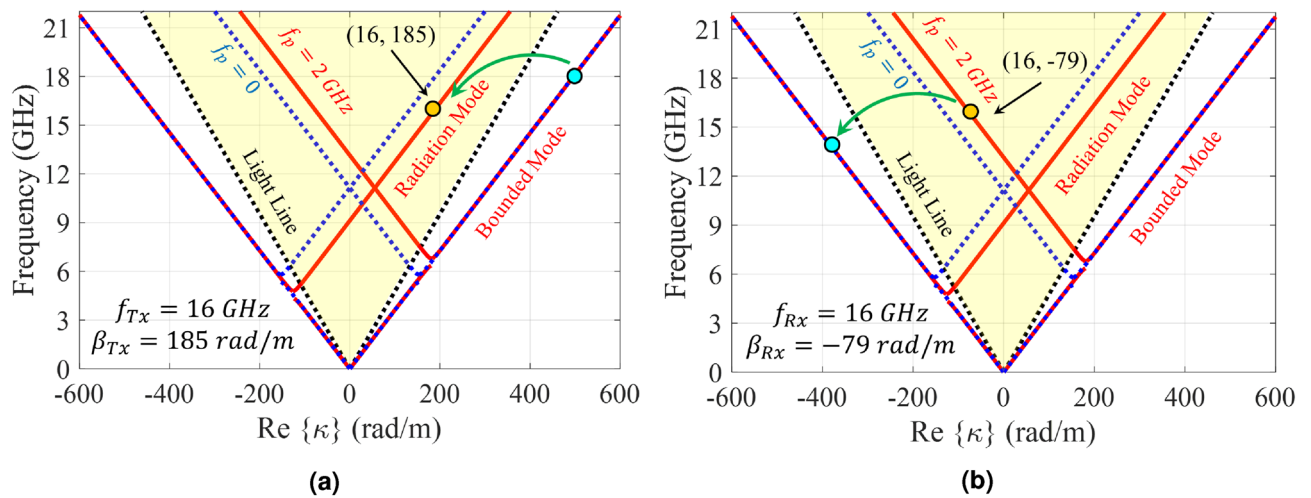 21
18
15
12
9
6
3
0
Frequency (GHz)
-600
-400
-200
0
200
400
600
Re {κ} (rad/m)
f_p = 0
f_p = 2 GHz
(16, 185)
Light Line
Radiation Mode
Bounded Mode
f_Tx = 16 GHz
β_Tx = 185 rad/m
(a)
21
18
15
12
9
6
3
0
Frequency (GHz)
-600
-400
-200
0
200
400
600
Re {κ} (rad/m)
f_p = 0
f_p = 2 GHz
(16, -79)
Light Line
Radiation Mode
Bounded Mode
f_Rx = 16 GHz
β_Rx = −79 rad/m
(b)